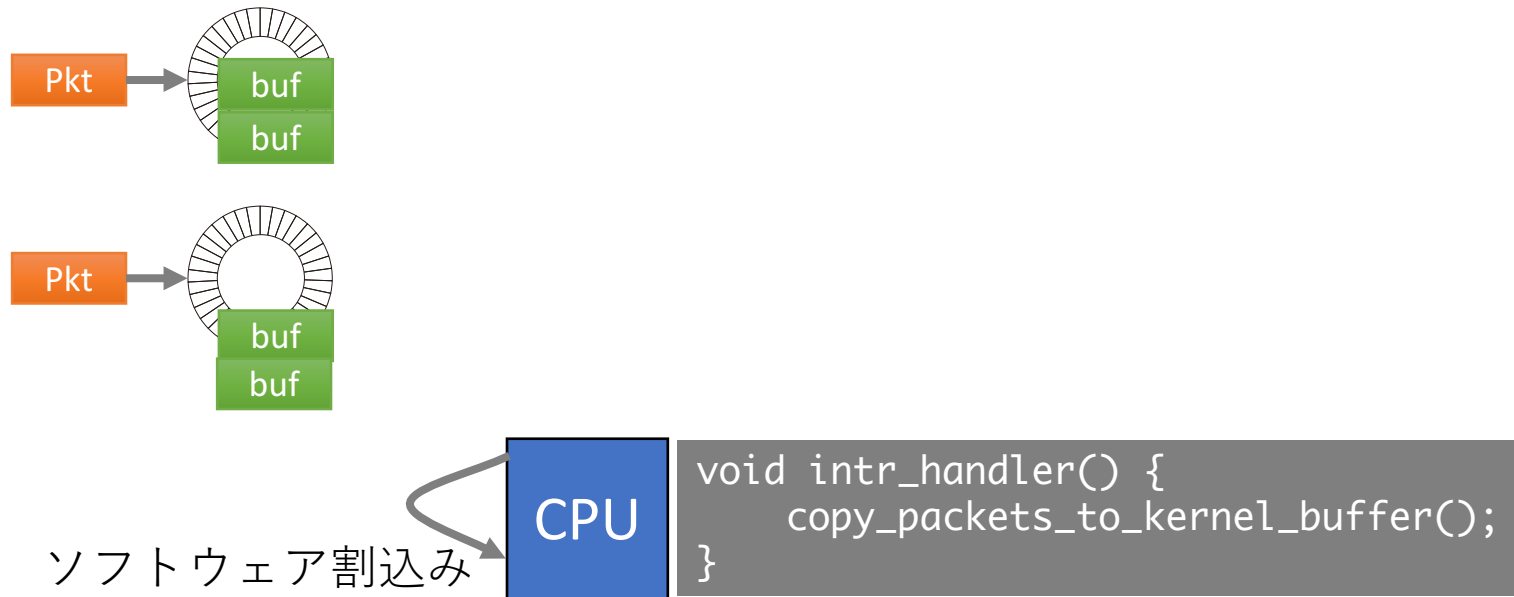 Pkt
buf
buf
Pkt
buf
buf
ソフトウェア割込み
CPU
void intr_handler() {
    copy_packets_to_kernel_buffer();
}